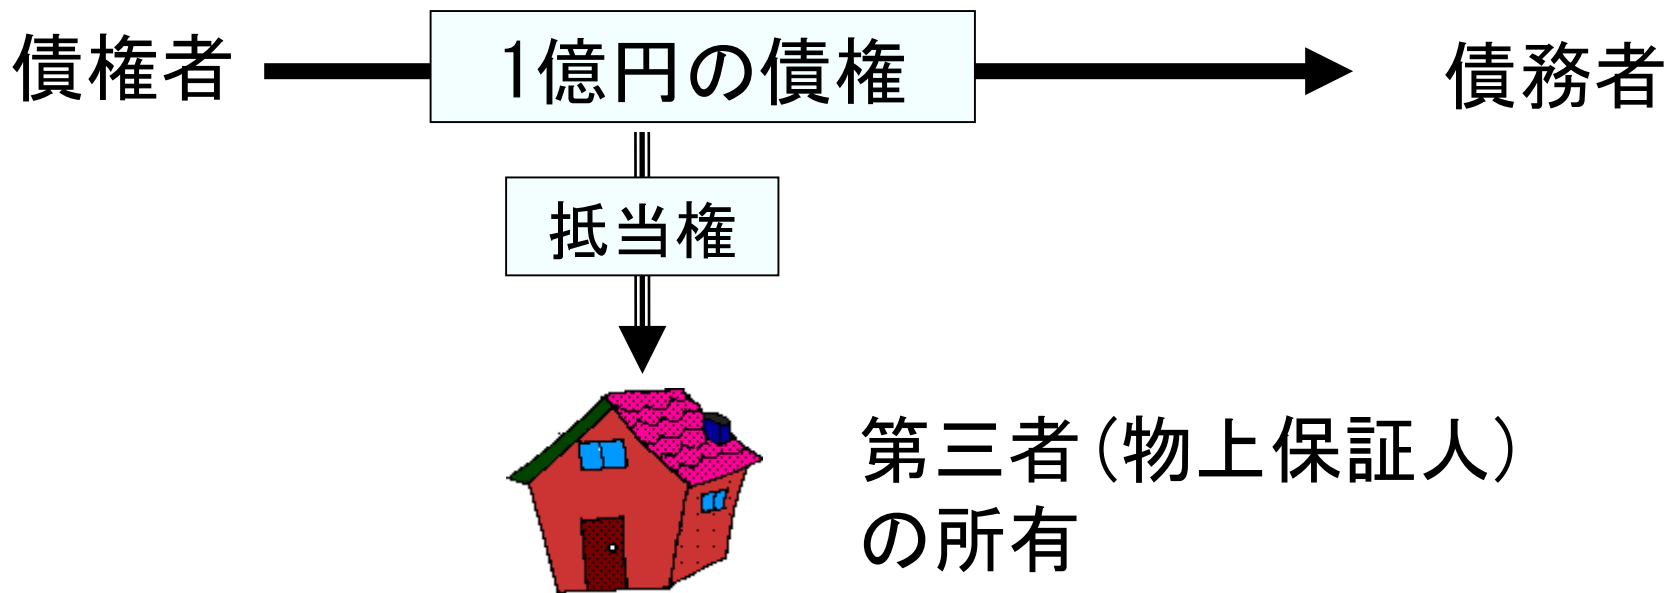 債権者
1億円の債権
債務者
抵当権
第三者(物上保証人)
の所有